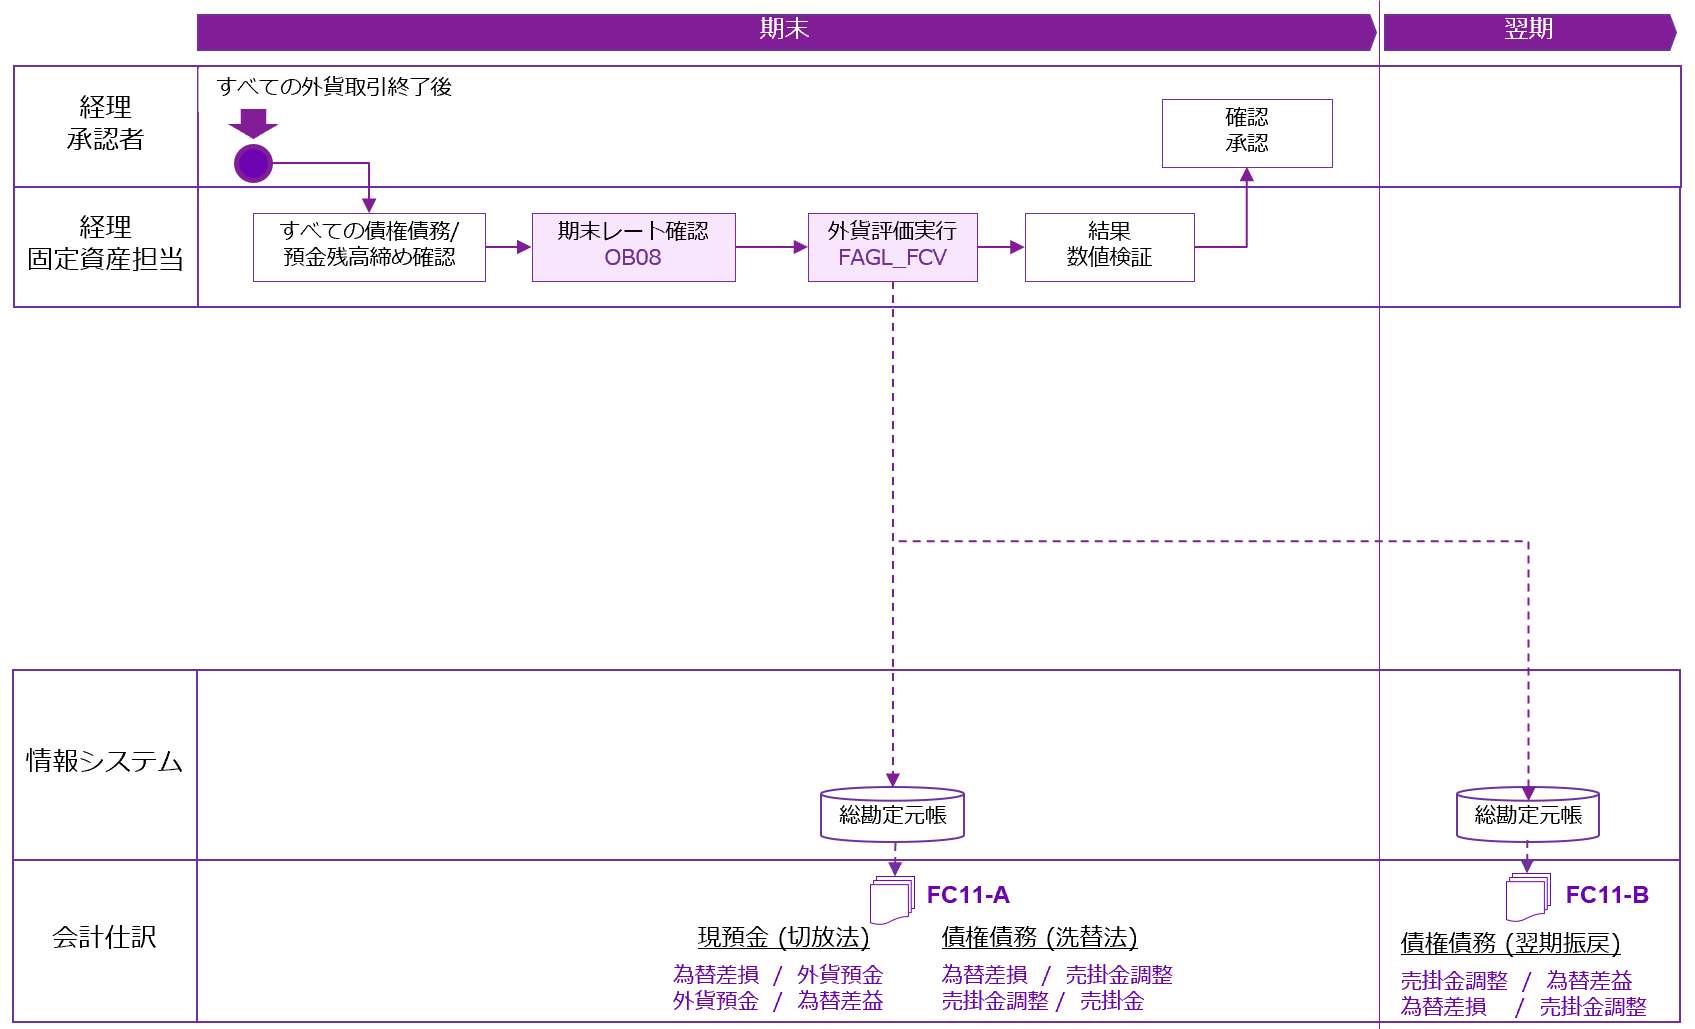 期末
翌期
経理
承認者
すべての外貨取引終了後
確認
承認
経理
固定資産担当
すべての債権債務/
預金残高締め確認
期末レート確認
OB08
外貨評価実行
FAGL_FCV
結果
数値検証
情報システム
総勘定元帳
総勘定元帳
会計仕訳
FC11-A
現預金 (切放法)
為替差損 / 外貨預金
外貨預金 / 為替差益
債権債務 (洗替法)
為替差損 / 売掛金調整
売掛金調整 / 売掛金
FC11-B
債権債務 (翌期振戻)
売掛金調整 / 為替差益
為替差損 / 売掛金調整